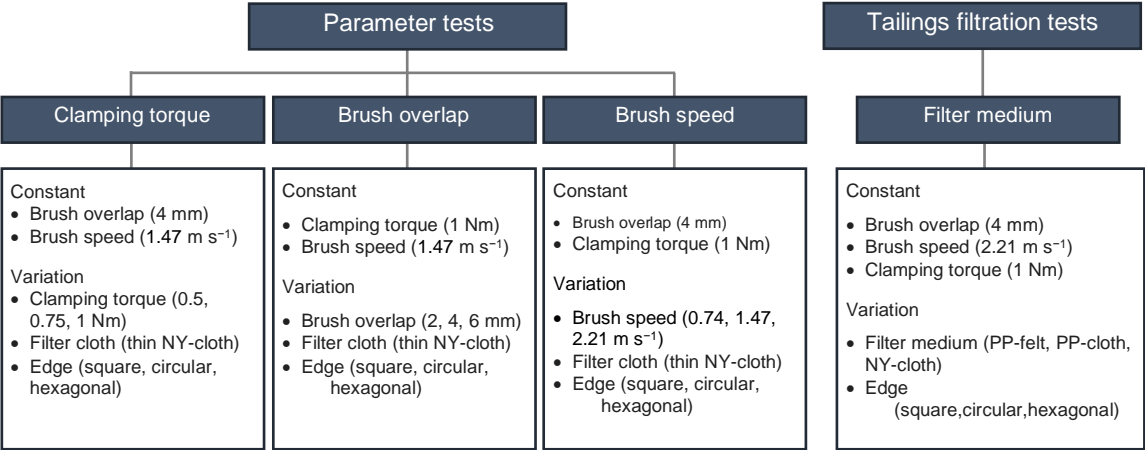 Parameter tests
Tailings filtration tests
Clamping torque
Brush overlap
Brush speed
Filter medium
Constant
• Brush overlap (4 mm)
• Brush speed (1.47 m s⁻¹)
Variation
• Clamping torque (0.5,
0.75, 1 Nm)
• Filter cloth (thin NY-cloth)
• Edge (square, circular,
hexagonal)
Constant
• Clamping torque (1 Nm)
• Brush speed (1.47 m s⁻¹)
Variation
• Brush overlap (2, 4, 6 mm)
• Filter cloth (thin NY-cloth)
• Edge (square, circular,
hexagonal)
Constant
• Brush overlap (4 mm)
• Clamping torque (1 Nm)
Variation
• Brush speed (0.74, 1.47,
2.21 m s⁻¹)
• Filter cloth (thin NY-cloth)
• Edge (square, circular,
hexagonal)
Constant
• Brush overlap (4 mm)
• Brush speed (2.21 m s⁻¹)
• Clamping torque (1 Nm)
Variation
• Filter medium (PP-felt, PP-cloth,
NY-cloth)
• Edge
(square,circular,hexagonal)